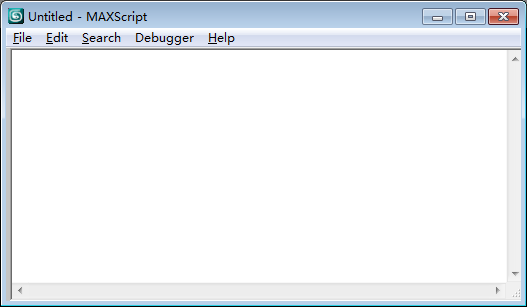 Untitled - MAXScript
File Edit Search Debugger Help